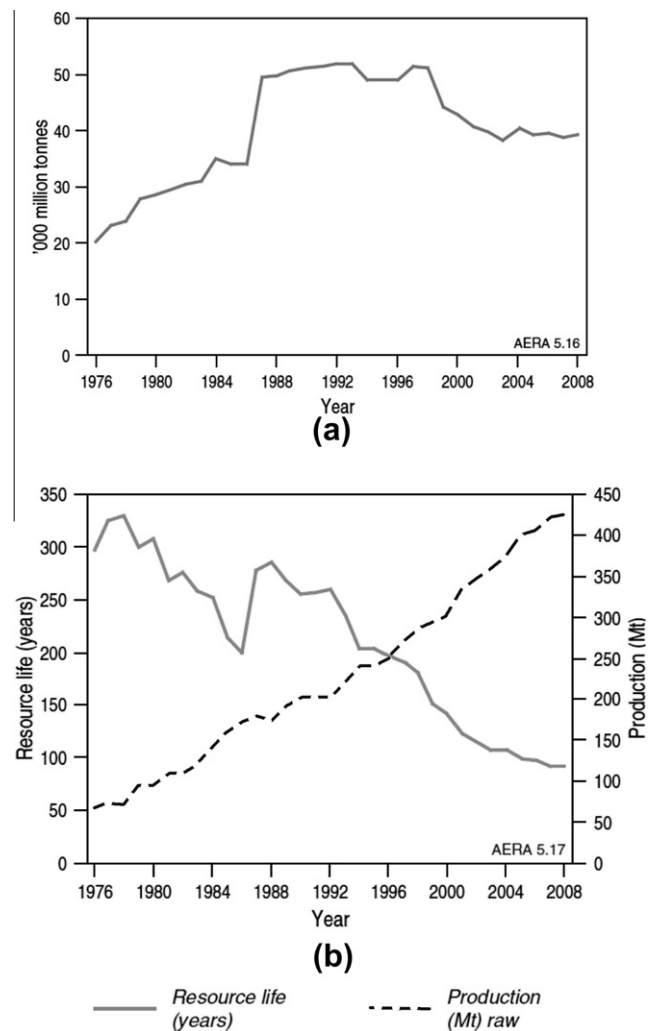 60
50
40
30
20
10
0
'000 million tonnes
AERA 5.16
1976 1980 1984 1988 1992 1996 2000 2004 2008
Year
(a)
350
300
250
200
150
100
50
0
Resource life (years)
450
400
350
300
250
200
150
100
50
0
Production (Mt)
AERA 5.17
1976 1980 1984 1988 1992 1996 2000 2004 2008
Year
(b)
Resource life
(years)
Production
(Mt) raw